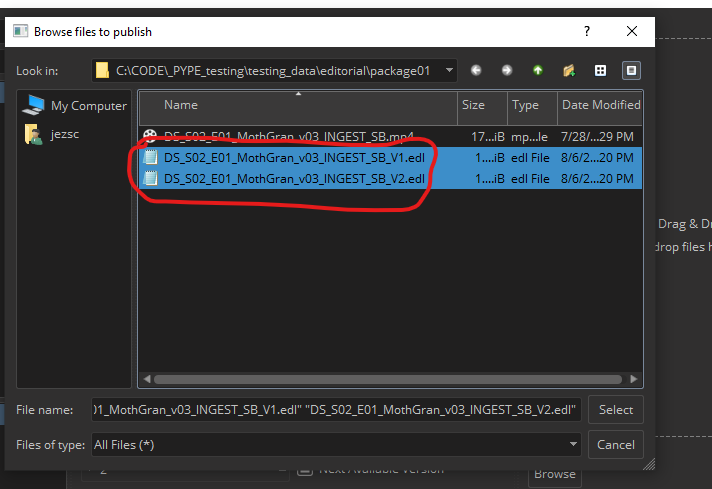 Browse files to publish
?
Look in:
C:\CODE\_PYPE_testing\testing_data\editorial\package01
My Computer
jezsc
Name Size Type Date Modified
DS_S02_E01_MothGran_v03_INGEST_SB.mp4 17...iB mp...le 7/28/...29 PM
DS_S02_E01_MothGran_v03_INGEST_SB_V1.edl 1....iB edl File 8/6/2...20 PM
DS_S02_E01_MothGran_v03_INGEST_SB_V2.edl 1....iB edl File 8/6/2...20 PM
Drag & D
drop files h
File name: 01_MothGran_v03_INGEST_SB_V1.edl" "DS_S02_E01_MothGran_v03_INGEST_SB_V2.edl" Select
Files of type: All Files (*) Cancel
2 Next Available Version Browse